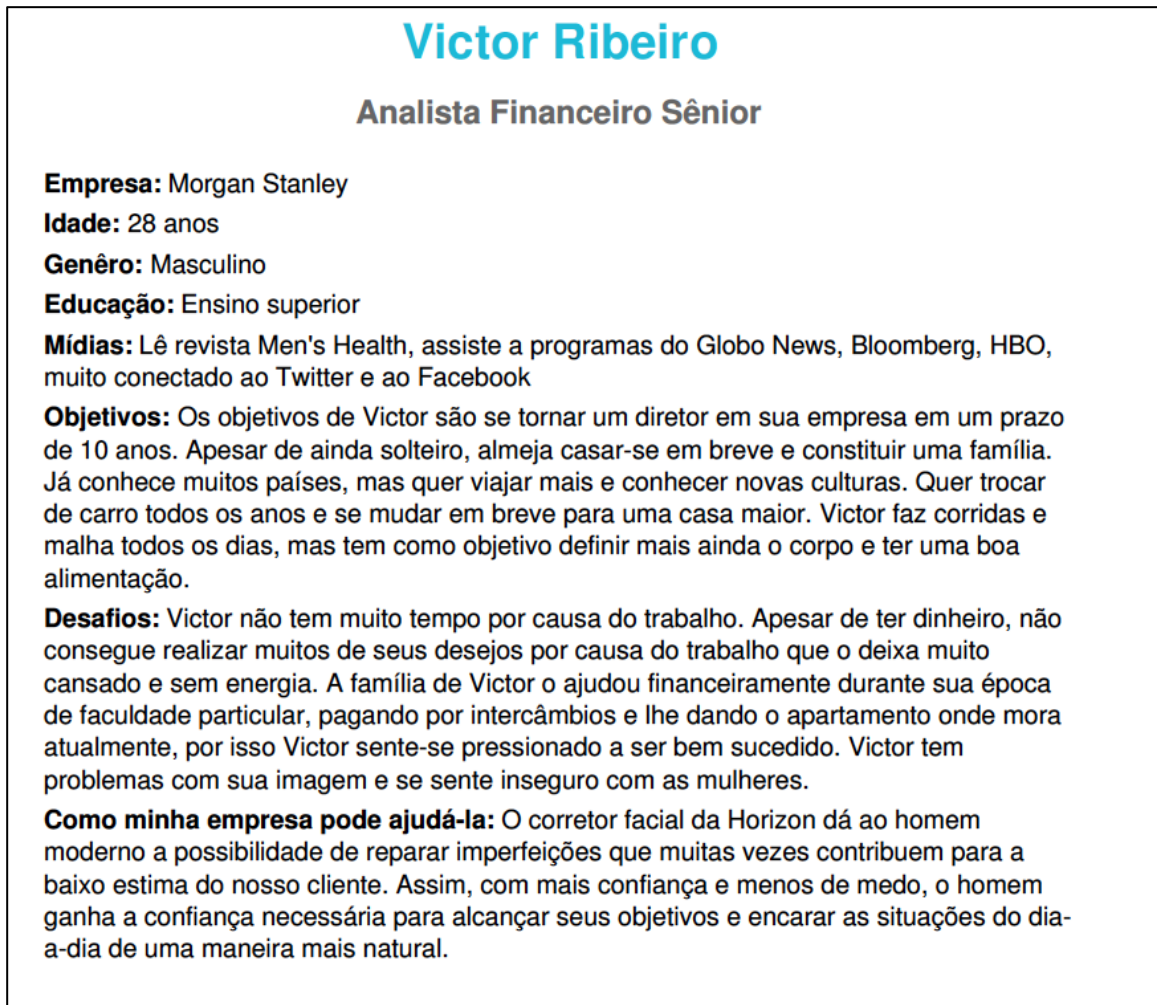 Victor Ribeiro
Analista Financeiro Sênior
Empresa: Morgan Stanley
Idade: 28 anos
Genêro: Masculino
Educação: Ensino superior
Mídias: Lê revista Men's Health, assiste a programas do Globo News, Bloomberg, HBO,
muito conectado ao Twitter e ao Facebook
Objetivos: Os objetivos de Victor são se tornar um diretor em sua empresa em um prazo
de 10 anos. Apesar de ainda solteiro, almeja casar-se em breve e constituir uma família.
Já conhece muitos países, mas quer viajar mais e conhecer novas culturas. Quer trocar
de carro todos os anos e se mudar em breve para uma casa maior. Victor faz corridas e
malha todos os dias, mas tem como objetivo definir mais ainda o corpo e ter uma boa
alimentação.
Desafios: Victor não tem muito tempo por causa do trabalho. Apesar de ter dinheiro, não
consegue realizar muitos de seus desejos por causa do trabalho que o deixa muito
cansado e sem energia. A família de Victor o ajudou financeiramente durante sua época
de faculdade particular, pagando por intercâmbios e lhe dando o apartamento onde mora
atualmente, por isso Victor sente-se pressionado a ser bem sucedido. Victor tem
problemas com sua imagem e se sente inseguro com as mulheres.
Como minha empresa pode ajudá-la: O corretor facial da Horizon dá ao homem
moderno a possibilidade de reparar imperfeições que muitas vezes contribuem para a
baixo estima do nosso cliente. Assim, com mais confiança e menos de medo, o homem
ganha a confiança necessária para alcançar seus objetivos e encarar as situações do dia-
a-dia de uma maneira mais natural.